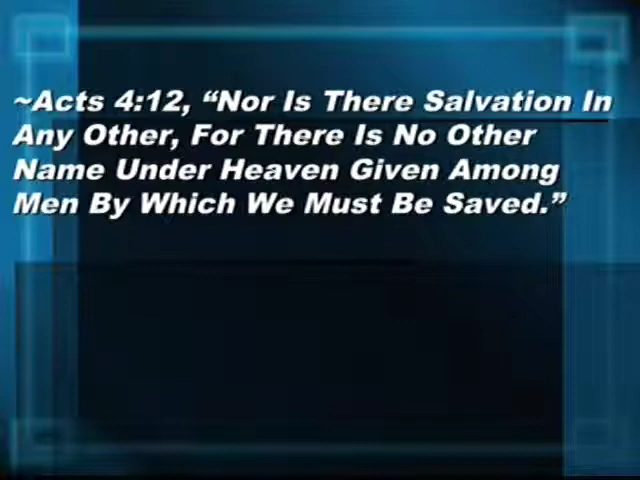 ~Acts 4:12, “Nor Is There Salvation In
Any Other, For There Is No Other
Name Under Heaven Given Among
Men By Which We Must Be Saved.”